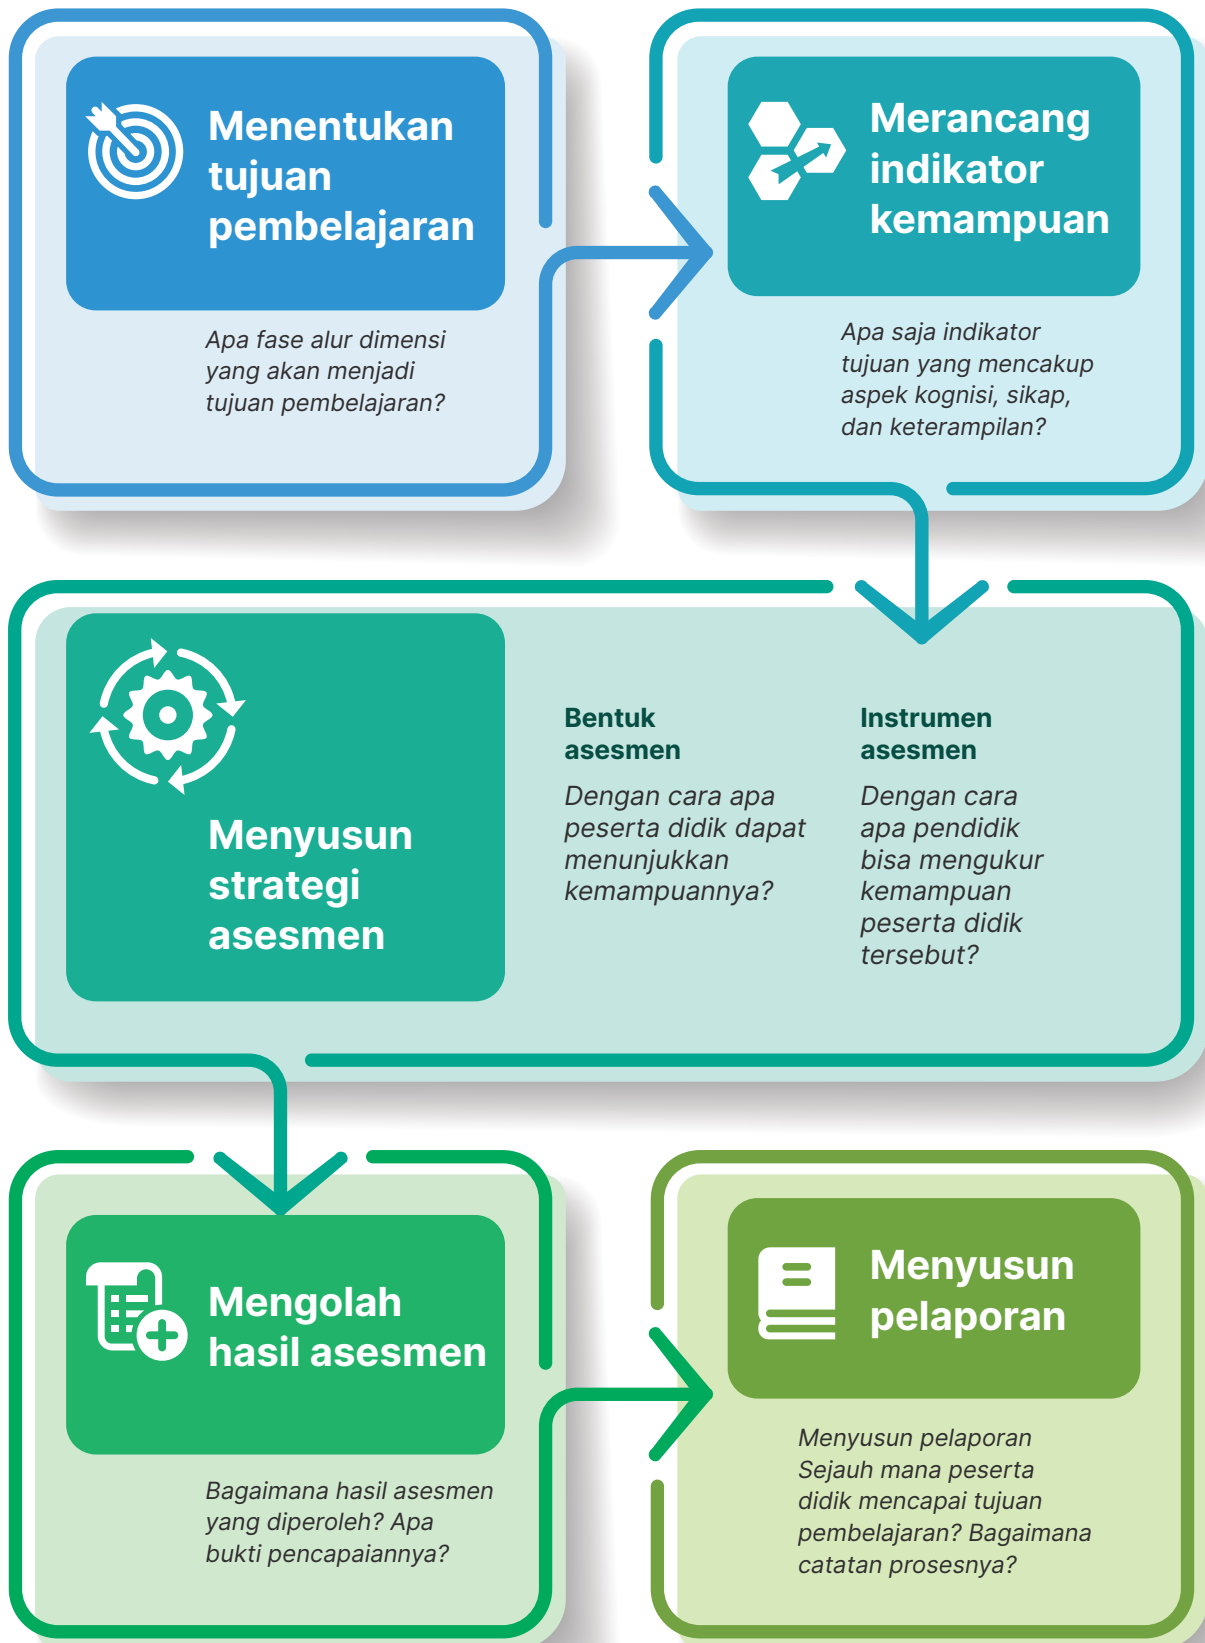 Menentukan
tujuan
pembelajaran
Apa fase alur dimensi
yang akan menjadi
tujuan pembelajaran?
Merancang
indikator
kemampuan
Apa saja indikator
tujuan yang mencakup
aspek kognisi, sikap,
dan keterampilan?
Menyusun
strategi
asesmen
Bentuk
asesmen
Dengan cara apa
peserta didik dapat
menunjukkan
kemampuannya?
Instrumen
asesmen
Dengan cara
apa pendidik
bisa mengukur
kemampuan
peserta didik
tersebut?
Mengolah
hasil asesmen
Bagaimana hasil asesmen
yang diperoleh? Apa
bukti pencapaiannya?
Menyusun
pelaporan
Menyusun pelaporan
Sejauh mana peserta
didik mencapai tujuan
pembelajaran? Bagaimana
catatan prosesnya?